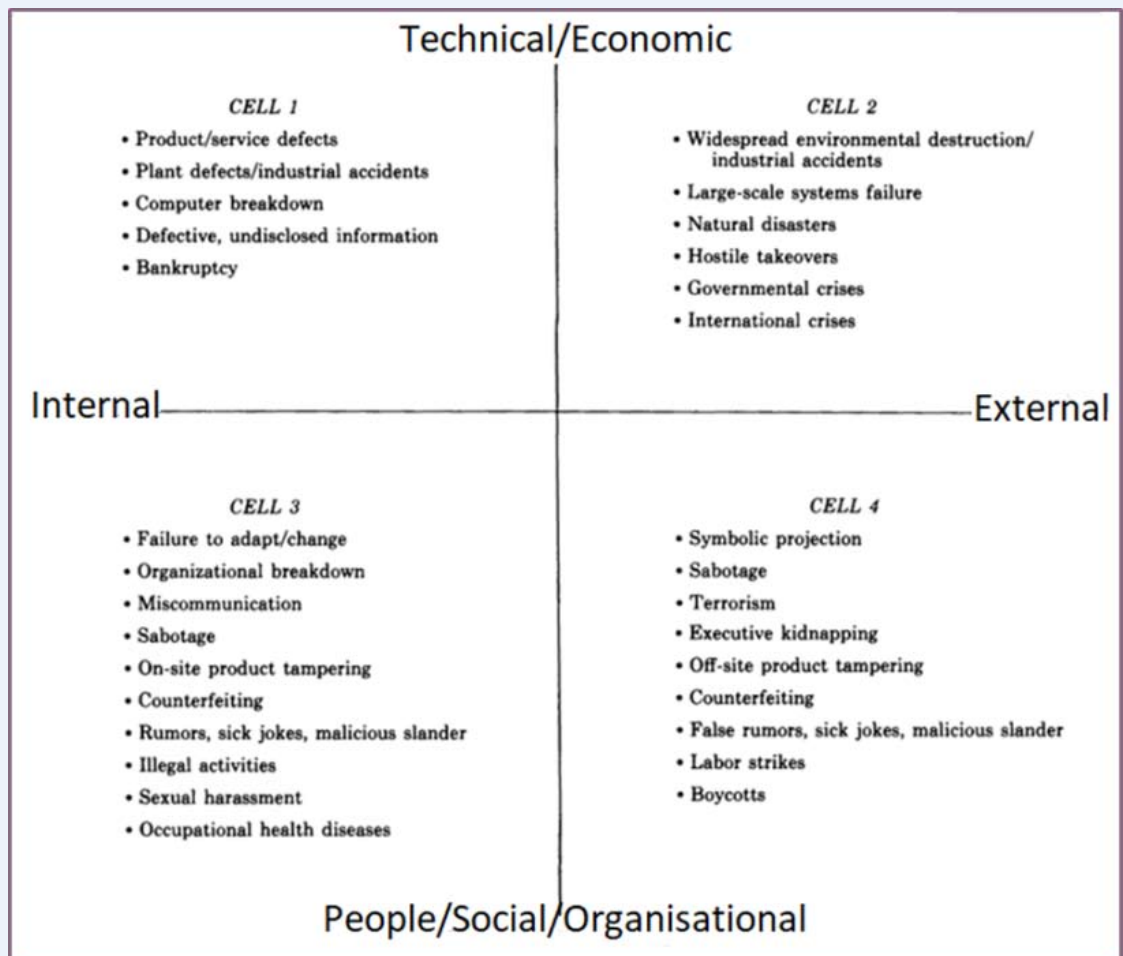 Technical/Economic
CELL 1
• Product/service defects
• Plant defects/industrial accidents
• Computer breakdown
• Defective, undisclosed information
• Bankruptcy
CELL 2
• Widespread environmental destruction/
industrial accidents
• Large-scale systems failure
• Natural disasters
• Hostile takeovers
• Governmental crises
• International crises
Internal
External
CELL 3
• Failure to adapt/change
• Organizational breakdown
• Miscommunication
• Sabotage
• On-site product tampering
• Counterfeiting
• Rumors, sick jokes, malicious slander
• Illegal activities
• Sexual harassment
• Occupational health diseases
CELL 4
• Symbolic projection
• Sabotage
• Terrorism
• Executive kidnapping
• Off-site product tampering
• Counterfeiting
• False rumors, sick jokes, malicious slander
• Labor strikes
• Boycotts
People/Social/Organisational